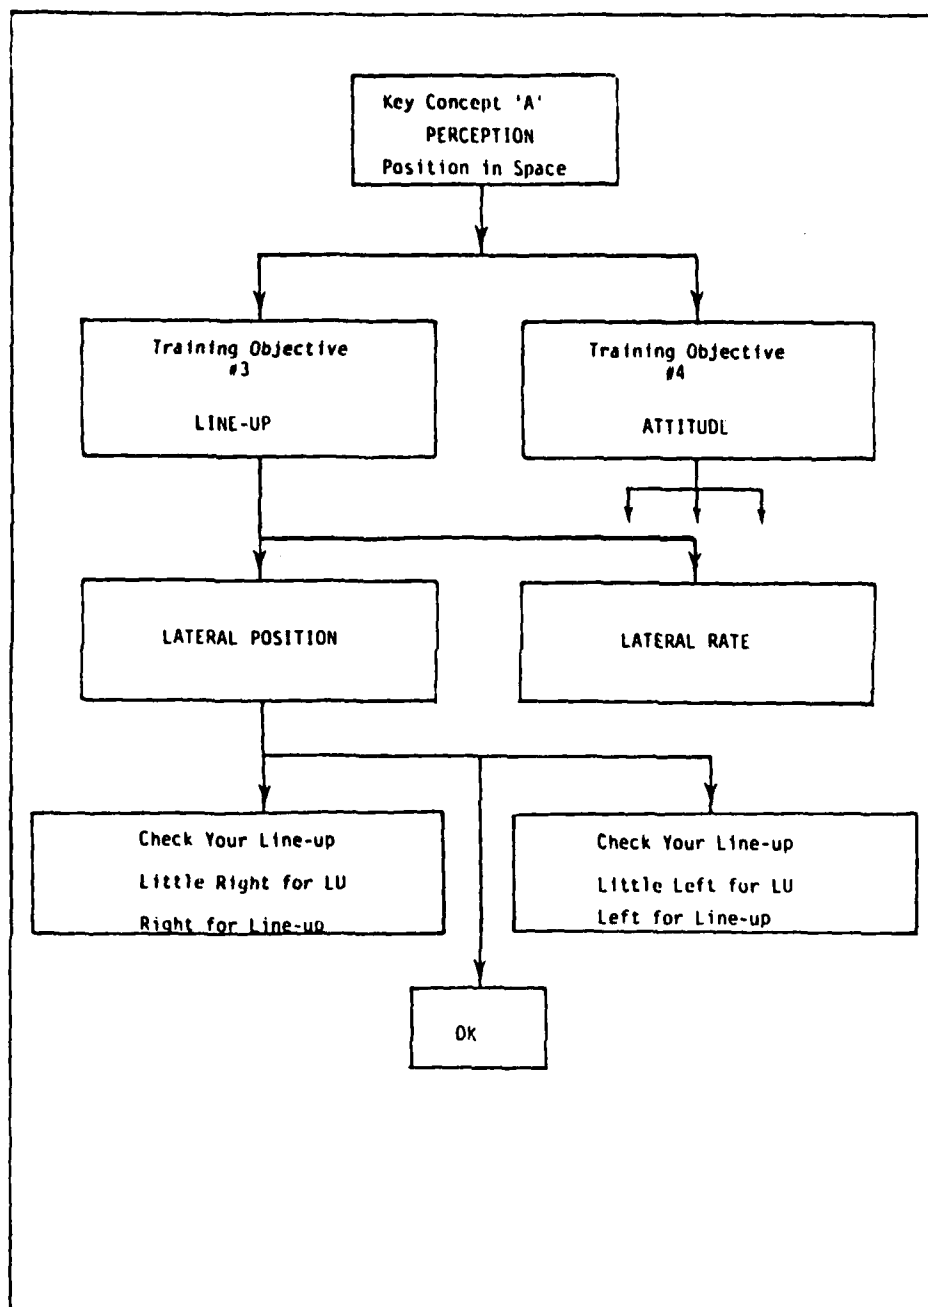 Key Concept 'A'
PERCEPTION
Position in Space
Training Objective
#3
LINE-UP
Training Objective
#4
ATTITUDE
LATERAL POSITION
LATERAL RATE
Check Your Line-up
Little Right for LU
Right for Line-up
Check Your Line-up
Little Left for LU
Left for Line-up
OK